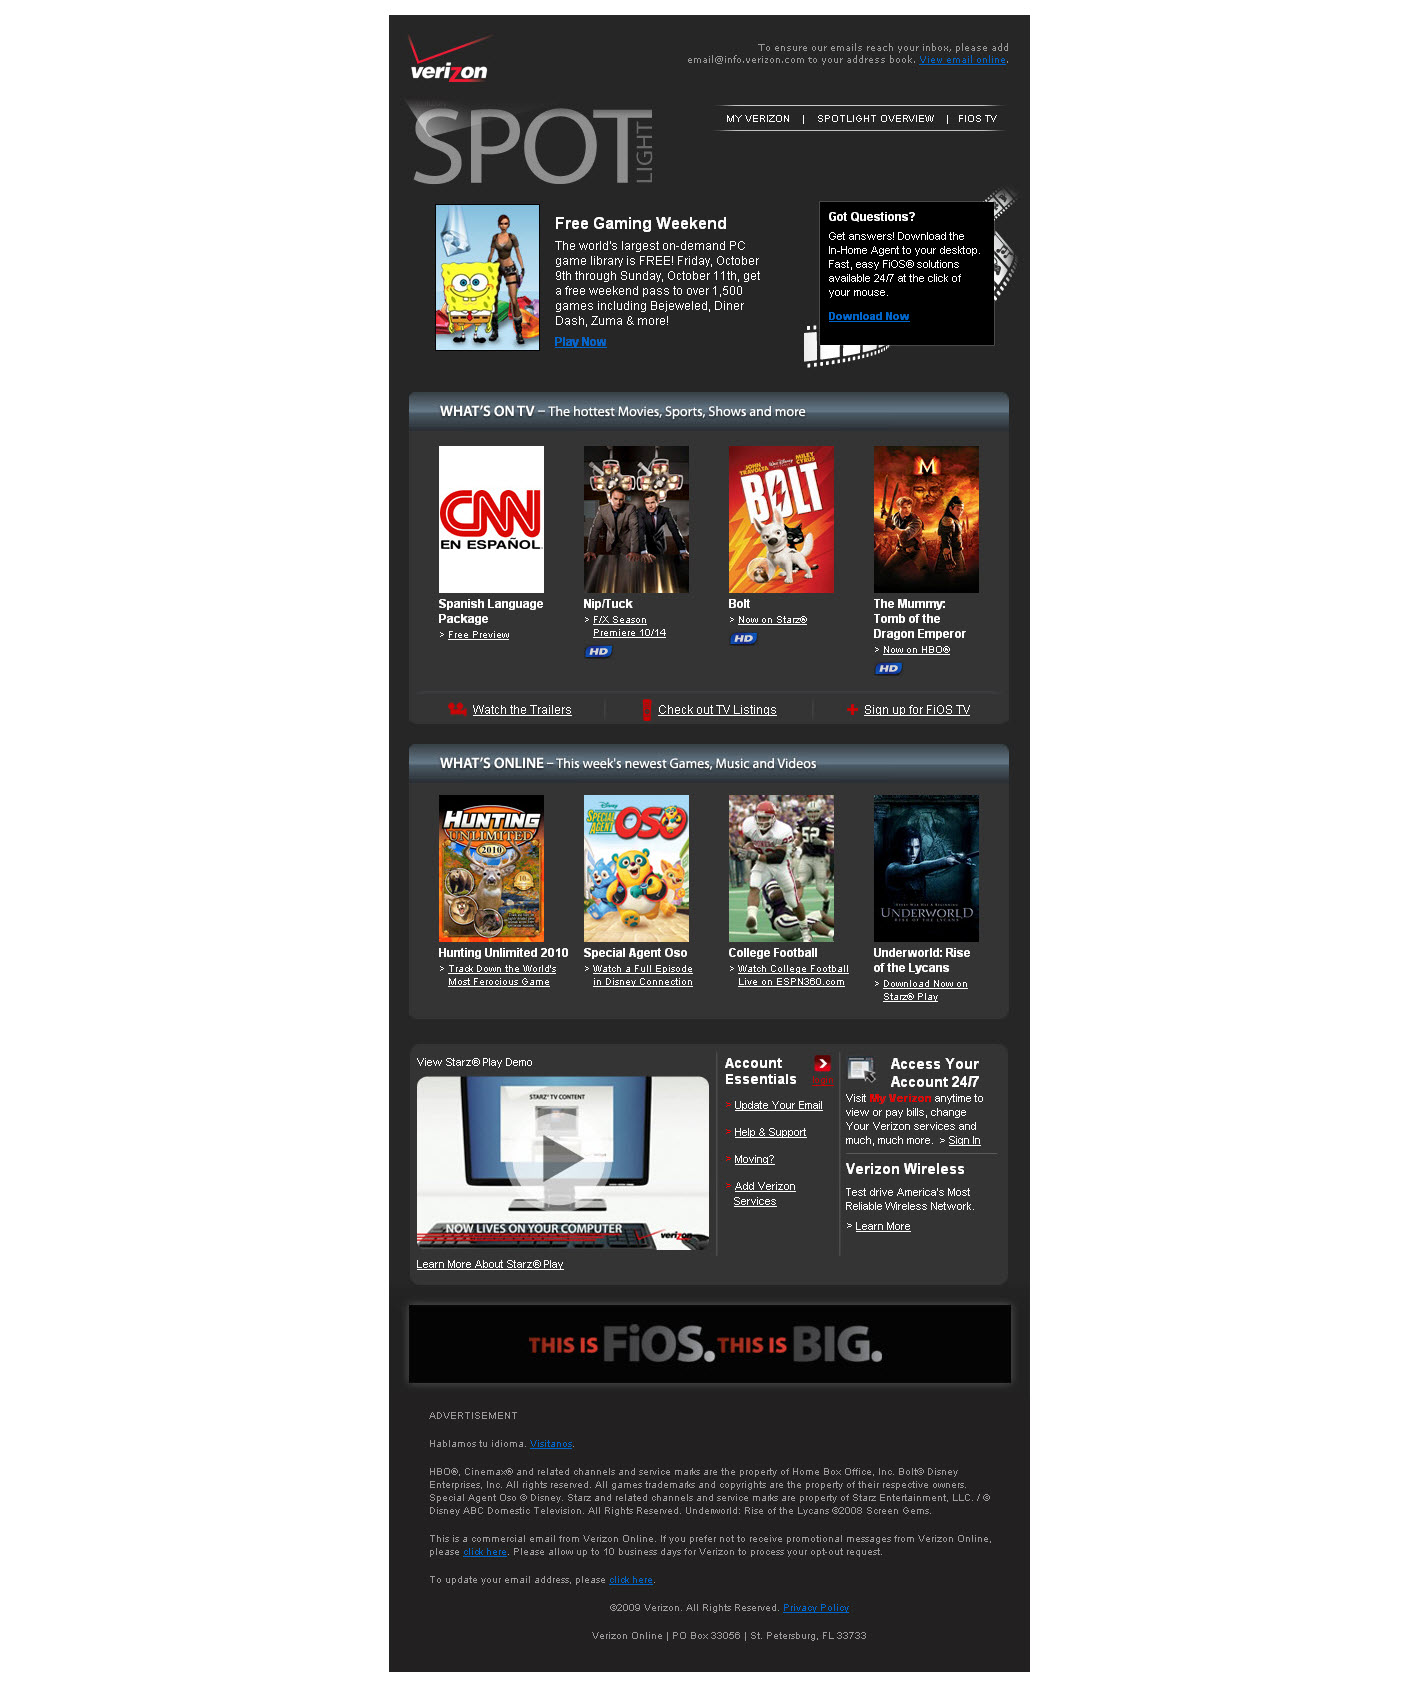 verizon
To ensure our emails reach your inbox, please add
email@info.verizon.com to your address book. View email online.
SPOT
LIGHT
MY VERIZON | SPOTLIGHT OVERVIEW | FIOS TV
Free Gaming Weekend
The world's largest on-demand PC
game library is FREE! Friday, October
9th through Sunday, October 11th, get
a free weekend pass to over 1,500
games including Bejeweled, Diner
Dash, Zuma & more!
Play Now
Got Questions?
Get answers! Download the
In-Home Agent to your desktop.
Fast, easy FiOS® solutions
available 24/7 at the click of
your mouse.
Download Now
WHAT'S ON TV – The hottest Movies, Sports, Shows and more
CNN
EN ESPAÑOL
JOHN TRAVOLTA
MILEY CYRUS
BOLT
M
Spanish Language
Package
> Free Preview
Nip/Tuck
> F/X Season
Premiere 10/14
HD
Bolt
> Now on Starz®
HD
The Mummy:
Tomb of the
Dragon Emperor
> Now on HBO®
HD
Watch the Trailers
Check out TV Listings
Sign up for FiOS TV
WHAT'S ONLINE – This week's newest Games, Music and Videos
HUNTING
UNLIMITED
2010
Disney
SPECIAL AGENT OSO
52
UNDERWORLD
RISE OF THE LYCANS
Hunting Unlimited 2010
> Track Down the World's
Most Ferocious Game
Special Agent Oso
> Watch a Full Episode
in Disney Connection
College Football
> Watch College Football
Live on ESPN360.com
Underworld: Rise
of the Lycans
> Download Now on
Starz® Play
View Starz® Play Demo
STARZ® TV CONTENT
NOW LIVES ON YOUR COMPUTER
verizon
Learn More About Starz® Play
Account
Essentials
> Update Your Email
> Help & Support
> Moving?
> Add Verizon
Services
Access Your
Account 24/7
Visit My Verizon anytime to
view or pay bills, change
Your Verizon services and
much, much more. > Sign In
Verizon Wireless
Test drive America's Most
Reliable Wireless Network.
> Learn More
THIS IS FiOS. THIS IS BIG.
ADVERTISEMENT
Hablamos tu idioma. Visítanos.
HBO®, Cinemax® and related channels and service marks are the property of Home Box Office, Inc. Bolt© Disney
Enterprises, Inc. All rights reserved. All games trademarks and copyrights are the property of their respective owners.
Special Agent Oso © Disney. Starz and related channels and service marks are property of Starz Entertainment, LLC. / ©
Disney ABC Domestic Television. All Rights Reserved. Underworld: Rise of the Lycans ©2008 Screen Gems.
This is a commercial email from Verizon Online. If you prefer not to receive promotional messages from Verizon Online,
please click here. Please allow up to 10 business days for Verizon to process your opt-out request.
To update your email address, please click here.
©2009 Verizon. All Rights Reserved. Privacy Policy
Verizon Online | PO Box 33056 | St. Petersburg, FL 33733